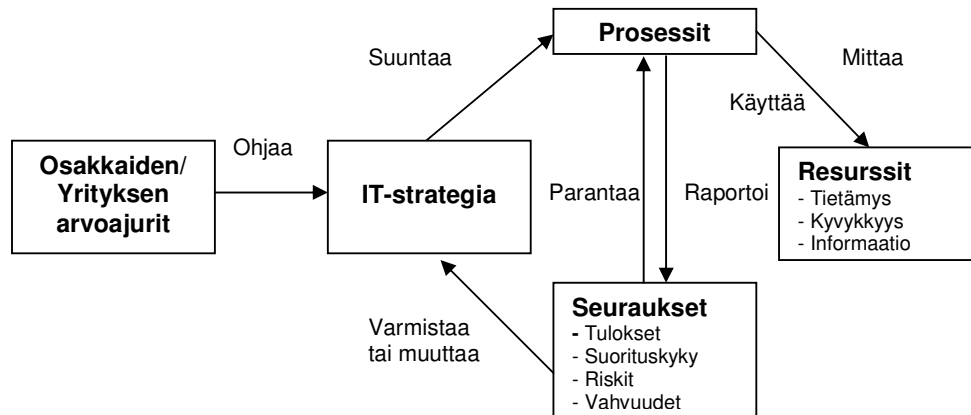 Prosessit
Suuntaa
Mittaa
Käyttää
Ohjaa
Osakkaiden/
Yrityksen
arvoajurit
IT-strategia
Parantaa
Raportoi
Resurssit
- Tietämys
- Kyvykkyys
- Informaatio
Varmistaa
tai muuttaa
Seuraukset
- Tulokset
- Suorituskyky
- Riskit
- Vahvuudet